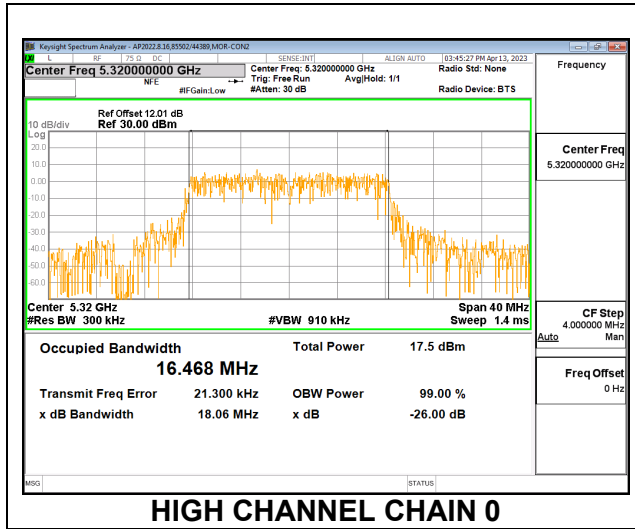 Keysight Spectrum Analyzer - AP2022.8.16,85502/44389,MOR-CON2
L RF 75 Ω DC SENSE:INT ALIGN AUTO 03:45:27 PM Apr 13, 2023
Center Freq 5.320000000 GHz
NFE
#IFGain:Low
Center Freq: 5.320000000 GHz
Trig: Free Run Avg|Hold: 1/1
#Atten: 30 dB
Radio Std: None
Radio Device: BTS
Frequency
Ref Offset 12.01 dB
10 dB/div Ref 30.00 dBm
Log
20.0
10.0
0.00
-10.0
-20.0
-30.0
-40.0
-50.0
-60.0
Center 5.32 GHz Span 40 MHz
#Res BW 300 kHz #VBW 910 kHz Sweep 1.4 ms
Occupied Bandwidth Total Power 17.5 dBm
16.468 MHz
Transmit Freq Error 21.300 kHz OBW Power 99.00 %
x dB Bandwidth 18.06 MHz x dB -26.00 dB
Center Freq
5.320000000 GHz
CF Step
4.000000 MHz
Auto Man
Freq Offset
0 Hz
MSG STATUS
HIGH CHANNEL CHAIN 0